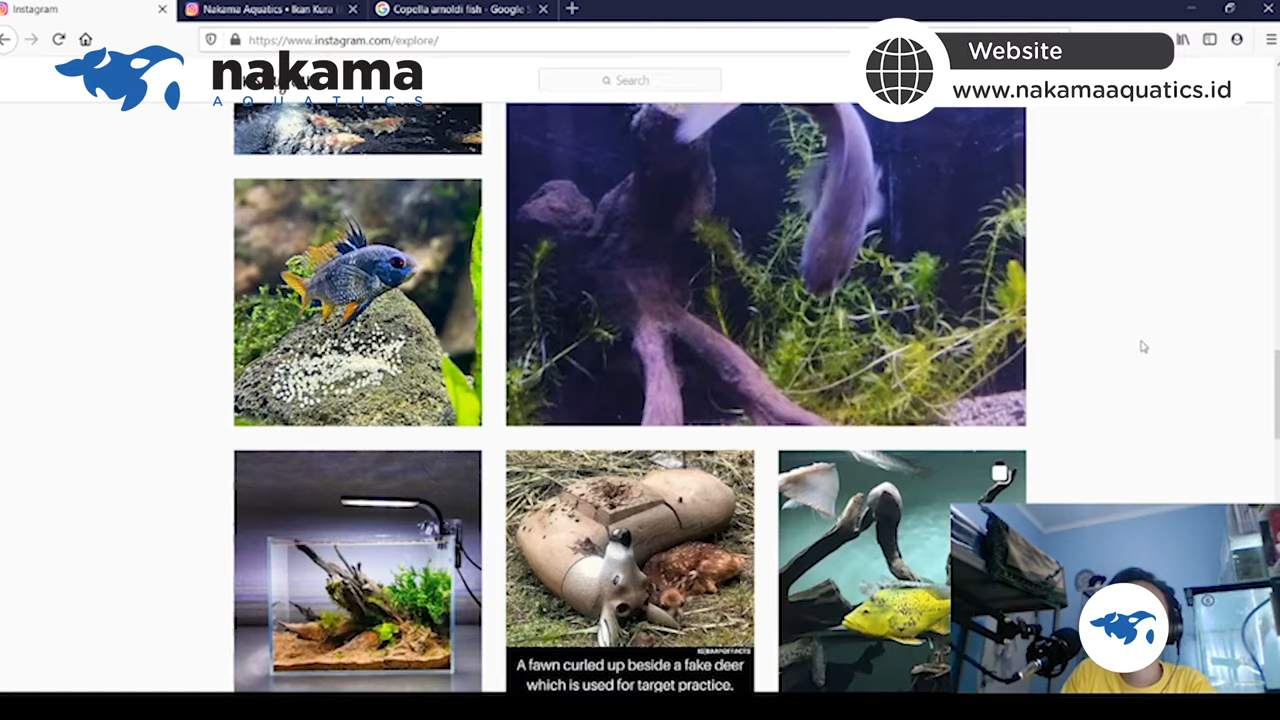 Instagram
Nakama Aquatics • Ikan Kura
Copella arnoldi fish - Google
https://www.instagram.com/explore/
Search
nakama
AQUATICS
Website
www.nakamaaquatics.id
A fawn curled up beside a fake deer
which is used for target practice.